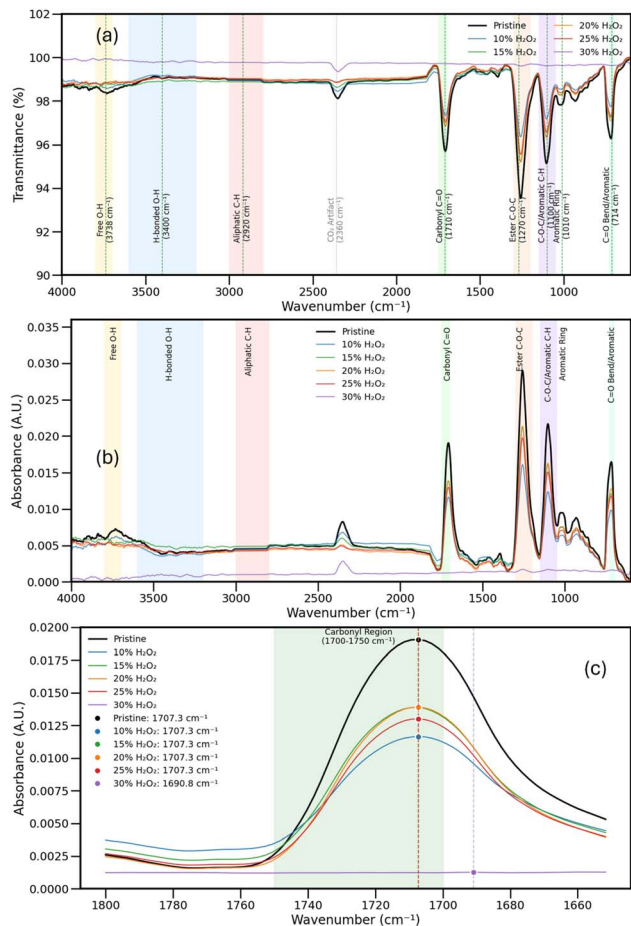 (a)
102
100
98
96
94
92
90
Transmittance (%)
Pristine
10% H₂O₂
15% H₂O₂
20% H₂O₂
25% H₂O₂
30% H₂O₂
Free O-H
(3738 cm⁻¹)
H-bonded O-H
(3400 cm⁻¹)
Aliphatic C-H
(2920 cm⁻¹)
CO₂ Artifact
(2360 cm⁻¹)
Carbonyl C=O
(1710 cm⁻¹)
Ester C-O-C
(1270 cm⁻¹)
C-O-C/Aromatic C-H
(1100 cm⁻¹)
Aromatic Ring
(1010 cm⁻¹)
C=O Bend/Aromatic
(714 cm⁻¹)
4000 3500 3000 2500 2000 1500 1000
Wavenumber (cm⁻¹)
(b)
0.035
0.030
0.025
0.020
0.015
0.010
0.005
0.000
Absorbance (A.U.)
Free O-H
H-bonded O-H
Aliphatic C-H
Pristine
10% H₂O₂
15% H₂O₂
20% H₂O₂
25% H₂O₂
30% H₂O₂
Carbonyl C=O
Ester C-O-C
C-O-C/Aromatic C-H
Aromatic Ring
C=O Bend/Aromatic
4000 3500 3000 2500 2000 1500 1000
Wavenumber (cm⁻¹)
(c)
0.0200
0.0175
0.0150
0.0125
0.0100
0.0075
0.0050
0.0025
0.0000
Absorbance (A.U.)
Pristine
10% H₂O₂
15% H₂O₂
20% H₂O₂
25% H₂O₂
30% H₂O₂
Pristine: 1707.3 cm⁻¹
10% H₂O₂: 1707.3 cm⁻¹
15% H₂O₂: 1707.3 cm⁻¹
20% H₂O₂: 1707.3 cm⁻¹
25% H₂O₂: 1707.3 cm⁻¹
30% H₂O₂: 1690.8 cm⁻¹
Carbonyl Region
(1700-1750 cm⁻¹)
1800 1780 1760 1740 1720 1700 1680 1660
Wavenumber (cm⁻¹)